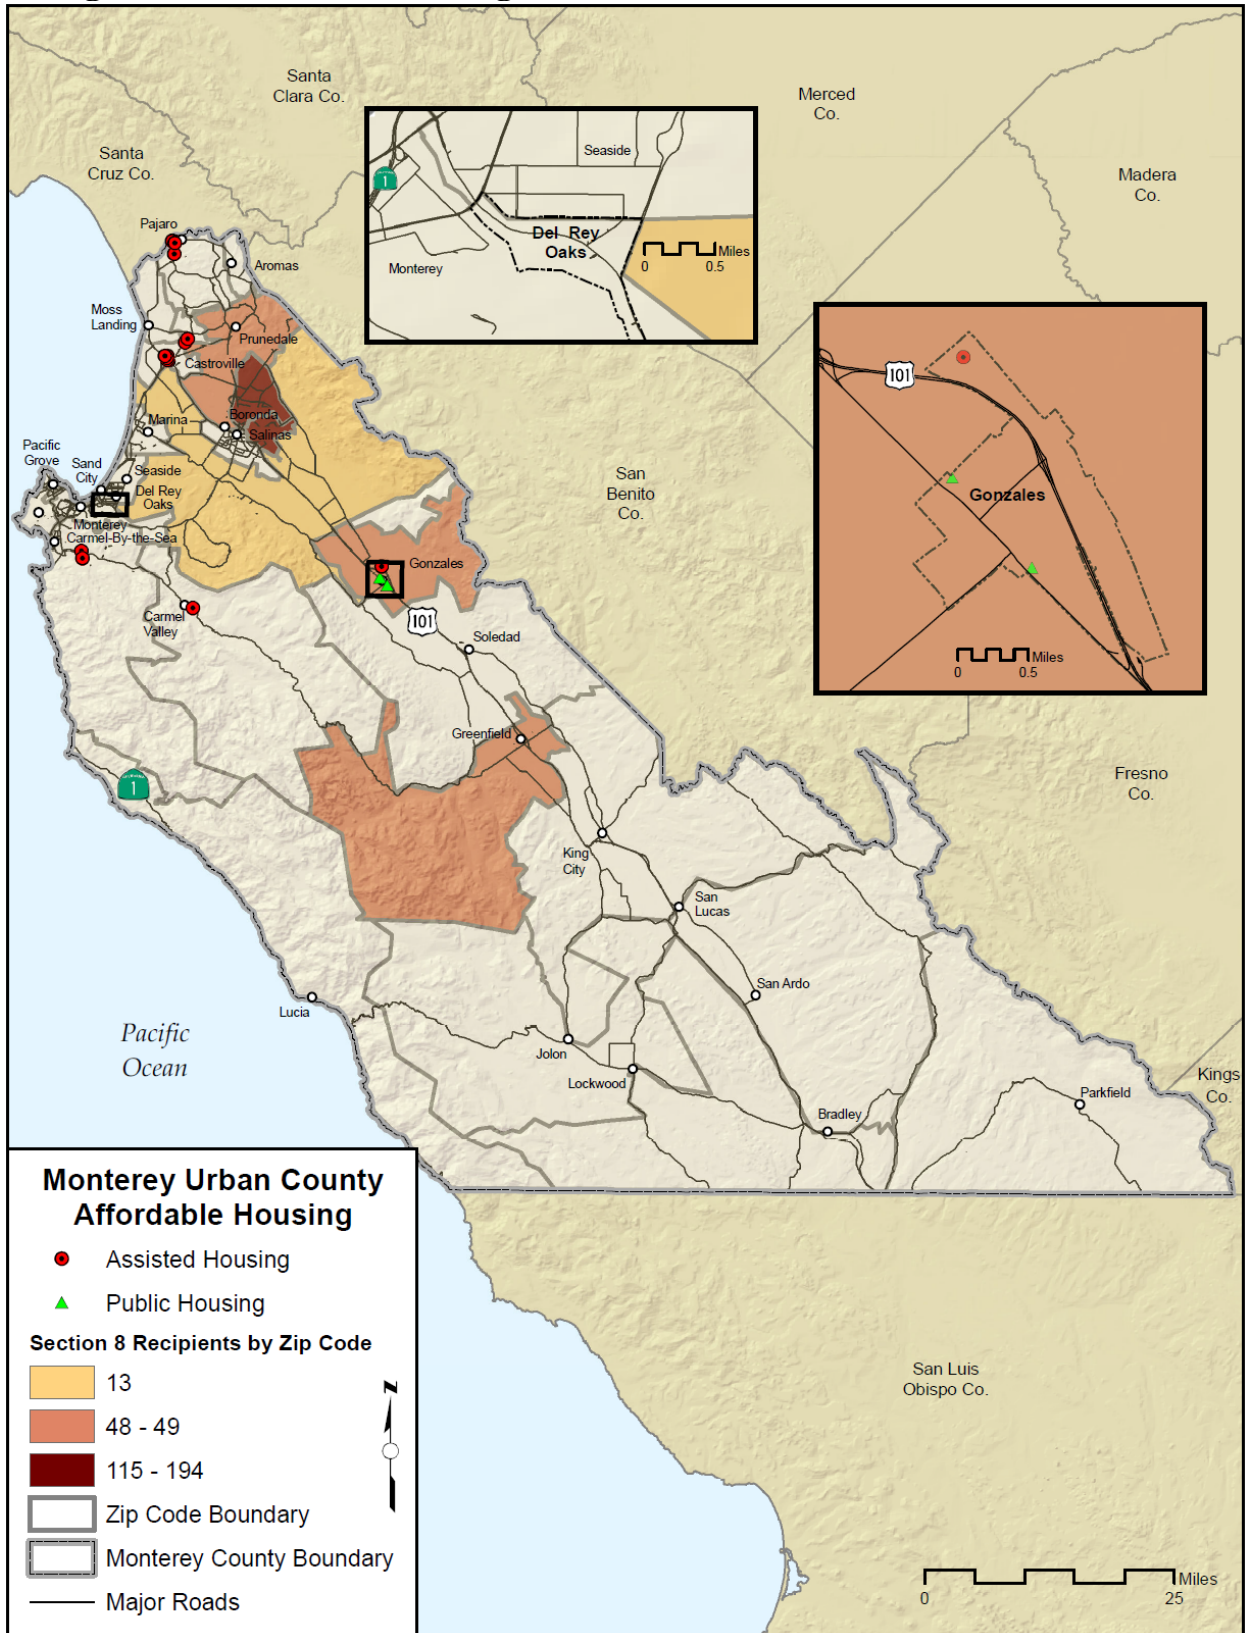 Santa
Clara Co.
Merced
Co.
Santa
Cruz Co.
Madera
Co.
Seaside
1
Del Rey
Oaks
Monterey
Miles
0 0.5
Pajaro
Aromas
Moss
Landing
Prunedale
Castroville
101
Gonzales
Miles
0 0.5
Marina
Boronda
Salinas
Pacific
Grove
Sand
City
Seaside
Del Rey
Oaks
Monterey
Carmel-By-the-Sea
San
Benito
Co.
Gonzales
Carmel
Valley
101
Soledad
Greenfield
1
Fresno
Co.
King
City
San
Lucas
San Ardo
Lucia
Pacific
Ocean
Jolon
Lockwood
Bradley
Parkfield
Kings
Co.
Monterey Urban County
Affordable Housing
Assisted Housing
Public Housing
Section 8 Recipients by Zip Code
13
48 - 49
115 - 194
Zip Code Boundary
Monterey County Boundary
Major Roads
N
San Luis
Obispo Co.
Miles
0 25